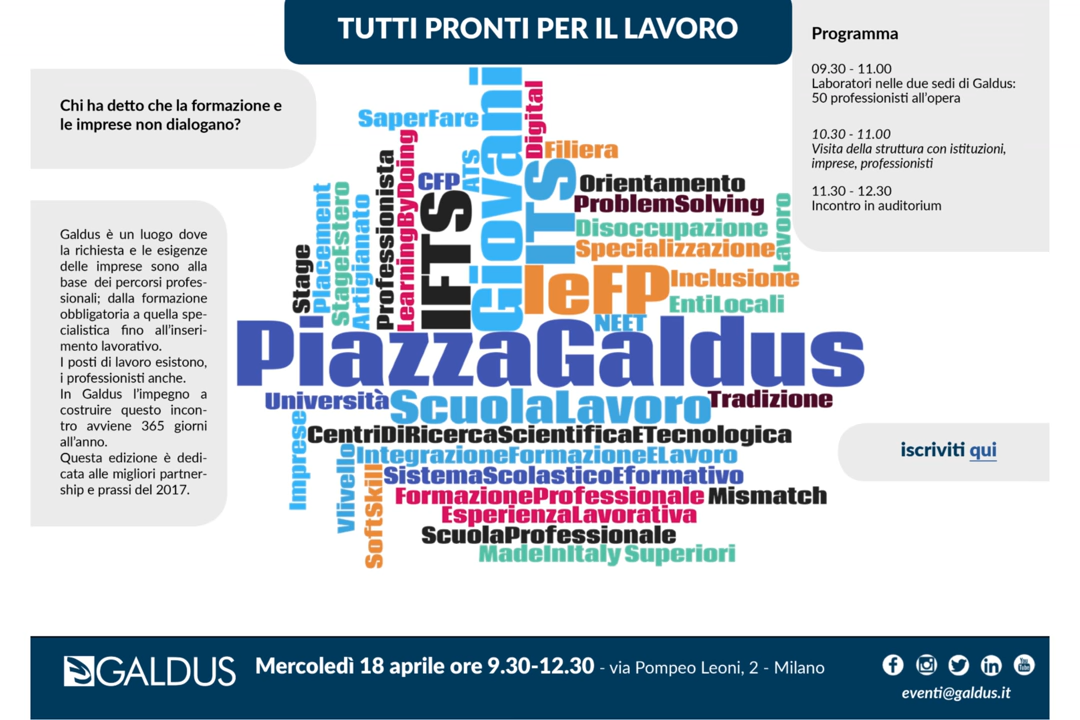 TUTTI PRONTI PER IL LAVORO
Chi ha detto che la formazione e
le imprese non dialogano?
Galdus è un luogo dove
la richiesta e le esigenze
delle imprese sono alla
base dei percorsi profes-
sionali; dalla formazione
obbligatoria a quella spe-
cialistica fino all'inseri-
mento lavorativo.
I posti di lavoro esistono,
i professionisti anche.
In Galdus l'impegno a
costruire questo incon-
tro avviene 365 giorni
all'anno.
Questa edizione è dedi-
cata alle migliori partner-
ship e prassi del 2017.
SaperFare
Giovani
Digital
Filiera
ATS
CFP
ITS
IFTS
LearningByDoing
Professionista
Artigianato
StageEstero
Placement
Stage
Orientamento
ProblemSolving
Disoccupazione
Specializzazione
Lavoro
IeFP
Inclusione
EntiLocali
NEET
PiazzaGaldus
Università
ScuolaLavoro
Tradizione
Imprese
CentriDiRicercaScientificaETecnologica
VIivello
IntegrazioneFormazioneELavoro
SoftSkill
SistemaScolasticoEformativo
FormazioneProfessionale
Mismatch
EsperienzaLavorativa
ScuolaProfessionale
MadeInItaly
Superiori
Programma
09.30 - 11.00
Laboratori nelle due sedi di Galdus:
50 professionisti all'opera
10.30 - 11.00
Visita della struttura con istituzioni,
imprese, professionisti
11.30 - 12.30
Incontro in auditorium
iscriviti qui
GALDUS
Mercoledì 18 aprile ore 9.30-12.30 - via Pompeo Leoni, 2 - Milano
eventi@galdus.it